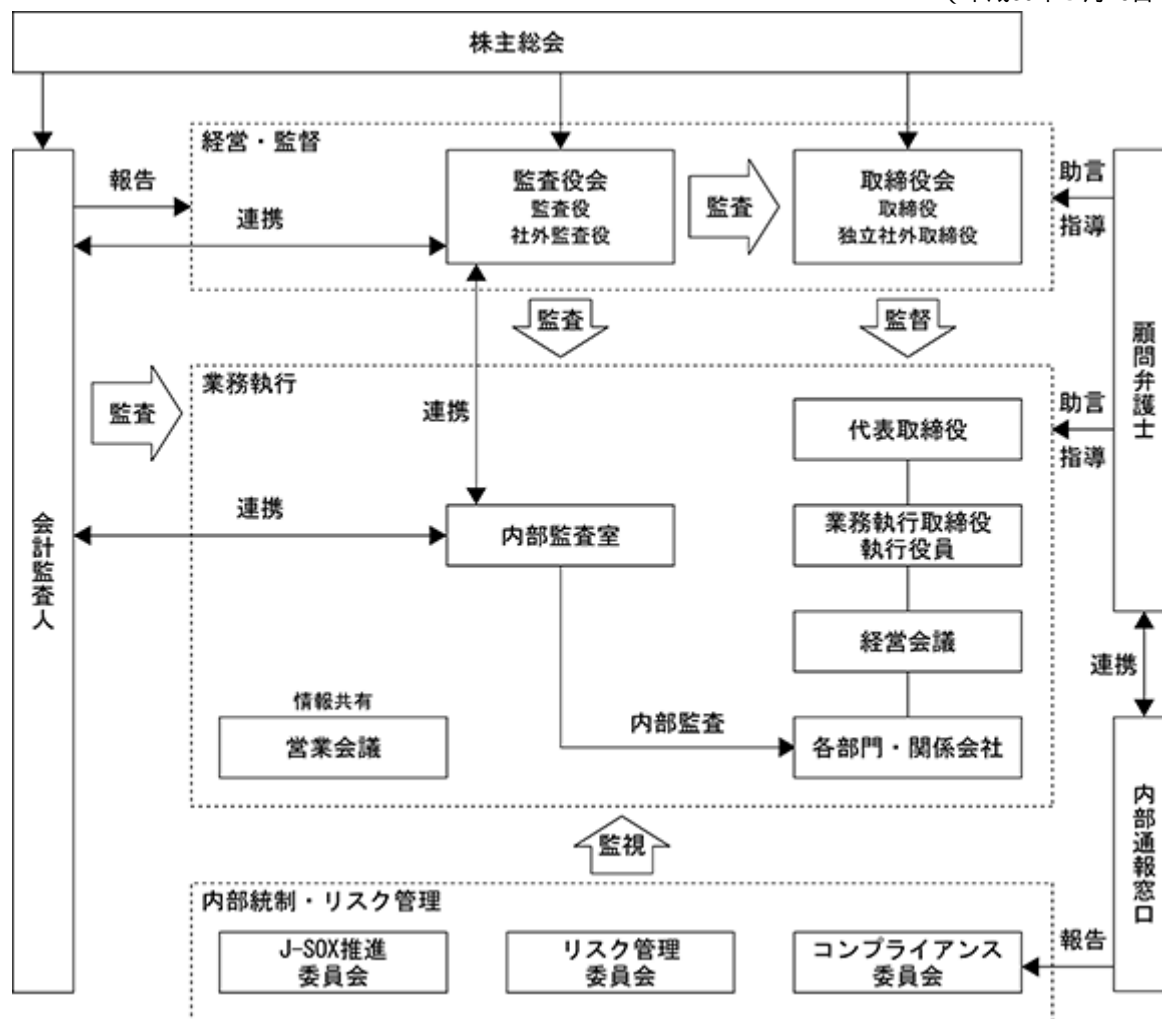 株主総会
経営・監督
監査役会
監査役
社外監査役
監査
取締役会
取締役
独立社外取締役
報告
連携
助言
指導
監査
監督
顧問弁護士
業務執行
監査
連携
代表取締役
助言
指導
連携
内部監査室
業務執行取締役
執行役員
会計監査人
経営会議
連携
情報共有
営業会議
内部監査
各部門・関係会社
内部通報窓口
監視
内部統制・リスク管理
J-SOX推進
委員会
リスク管理
委員会
コンプライアンス
委員会
報告